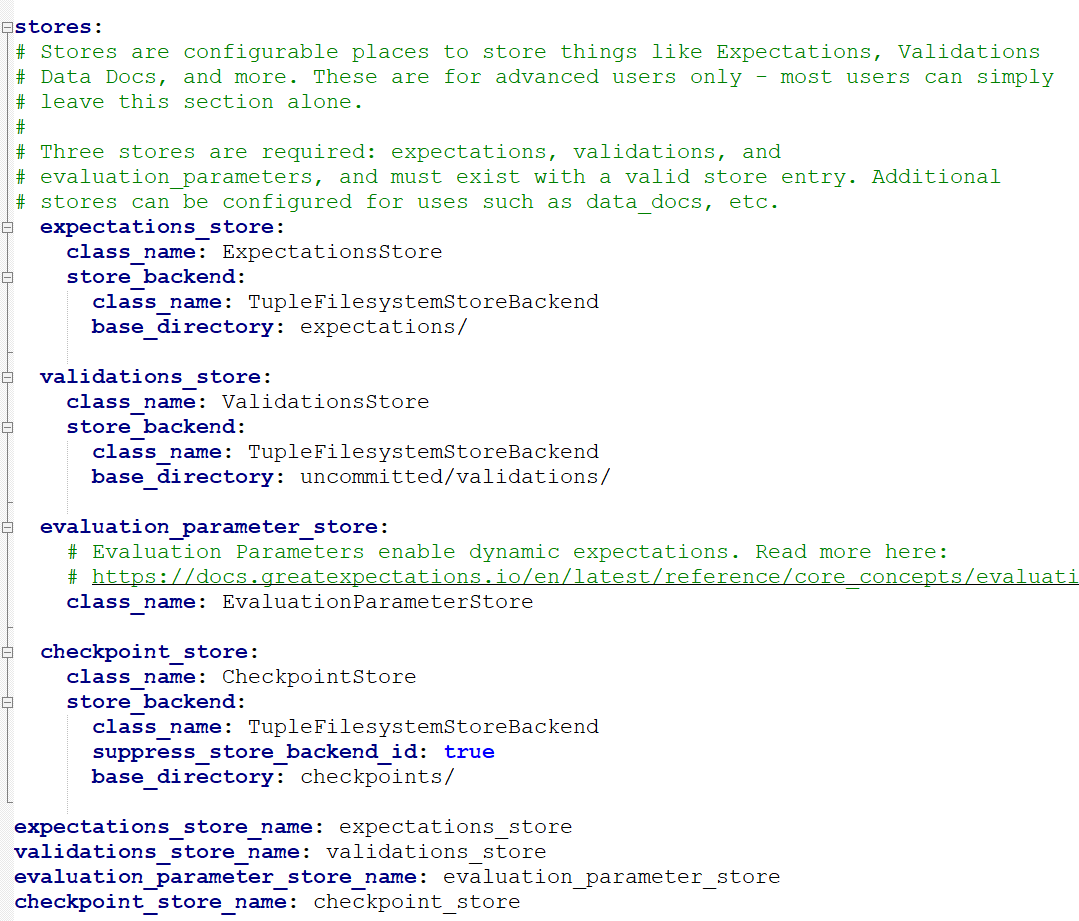 stores:
# Stores are configurable places to store things like Expectations, Validations
# Data Docs, and more. These are for advanced users only - most users can simply
# leave this section alone.
#
# Three stores are required: expectations, validations, and
# evaluation_parameters, and must exist with a valid store entry. Additional
# stores can be configured for uses such as data_docs, etc.
  expectations_store:
    class_name: ExpectationsStore
    store_backend:
      class_name: TupleFilesystemStoreBackend
      base_directory: expectations/

  validations_store:
    class_name: ValidationsStore
    store_backend:
      class_name: TupleFilesystemStoreBackend
      base_directory: uncommitted/validations/

  evaluation_parameter_store:
    # Evaluation Parameters enable dynamic expectations. Read more here:
    # https://docs.greatexpectations.io/en/latest/reference/core_concepts/evaluati
    class_name: EvaluationParameterStore

  checkpoint_store:
    class_name: CheckpointStore
    store_backend:
      class_name: TupleFilesystemStoreBackend
      suppress_store_backend_id: true
      base_directory: checkpoints/

expectations_store_name: expectations_store
validations_store_name: validations_store
evaluation_parameter_store_name: evaluation_parameter_store
checkpoint_store_name: checkpoint_store